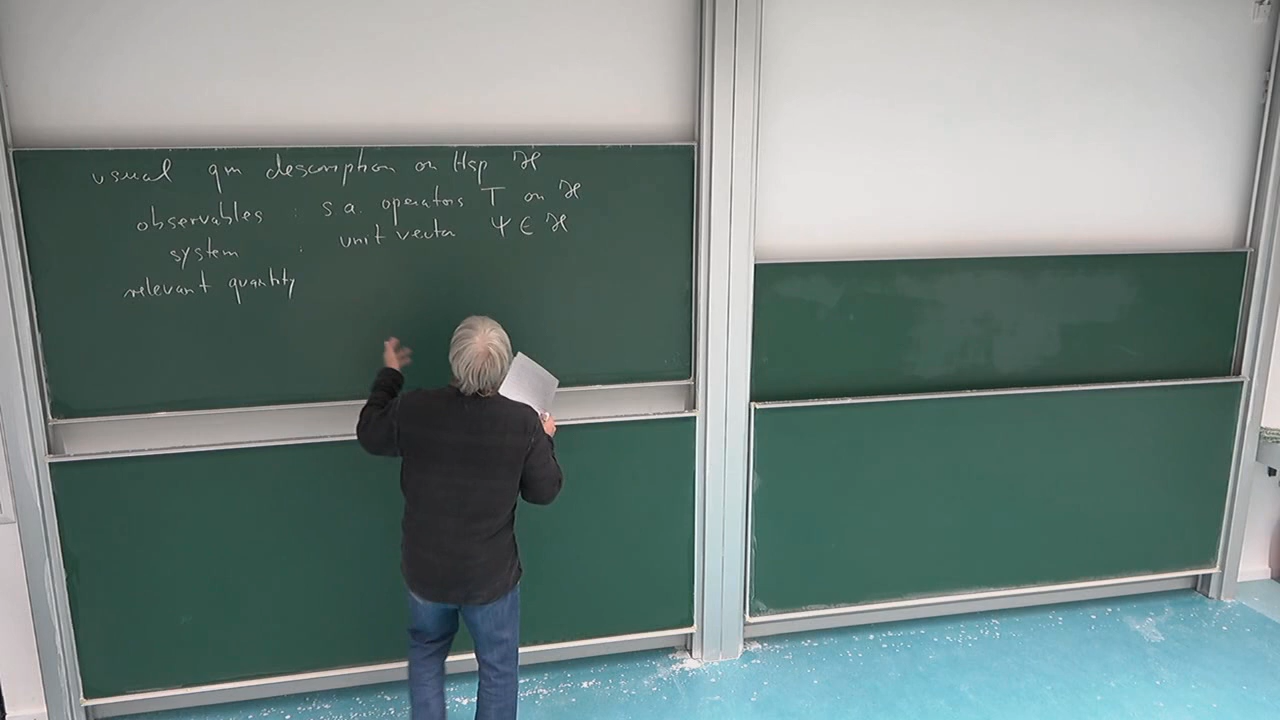 usual qm description on Hsp ℋ
observables : s.a. operators T on ℋ
system : unit vector Ψ ∈ ℋ
relevant quantity